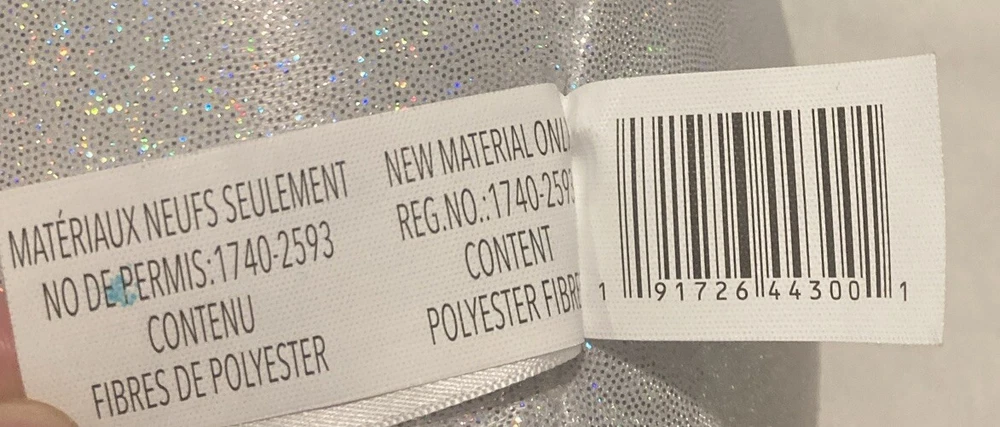 MATÉRIAUX NEUFS SEULEMENT
NO DE PERMIS:1740-2593
CONTENU
FIBRES DE POLYESTER
NEW MATERIAL ONL
REG.NO.:1740-259
CONTENT
POLYESTER FIBRE
1 91726 44300 1